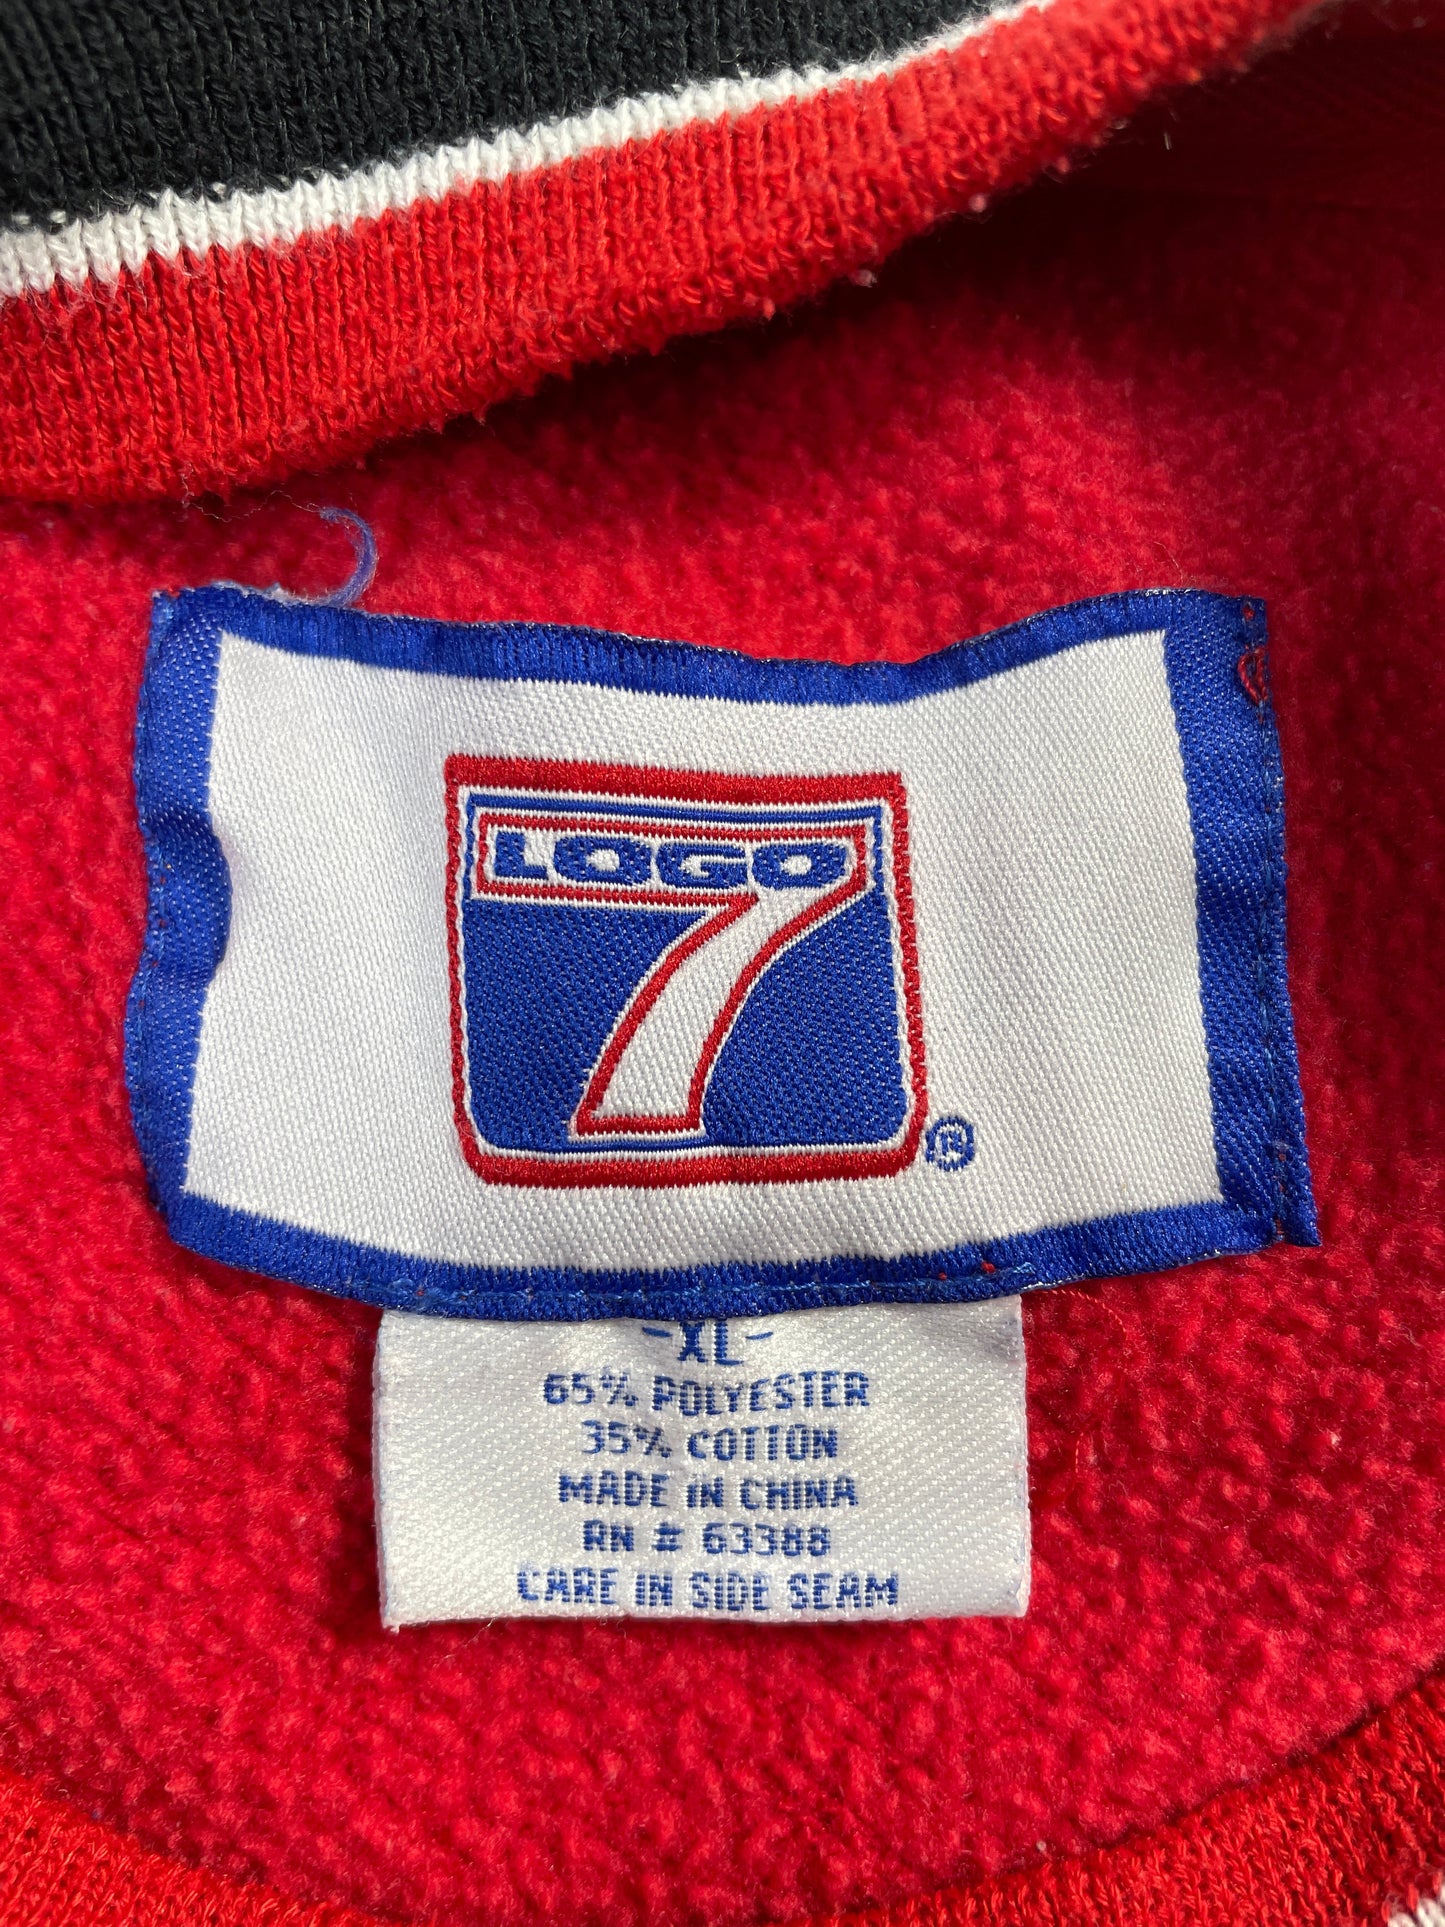 LOGO
7
®
-XL-
65% POLYESTER
35% COTTON
MADE IN CHINA
RN # 63388
CARE IN SIDE SEAM